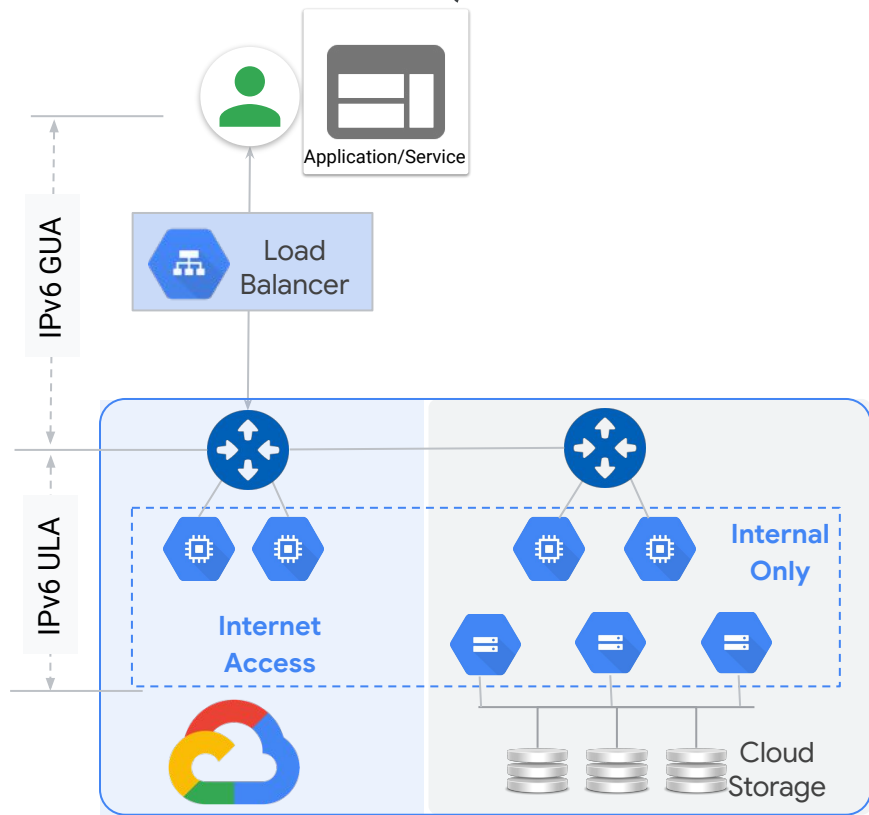 Application/Service
Load
Balancer
IPv6 GUA
IPv6 ULA
Internal
Only
Internet
Access
Cloud
Storage